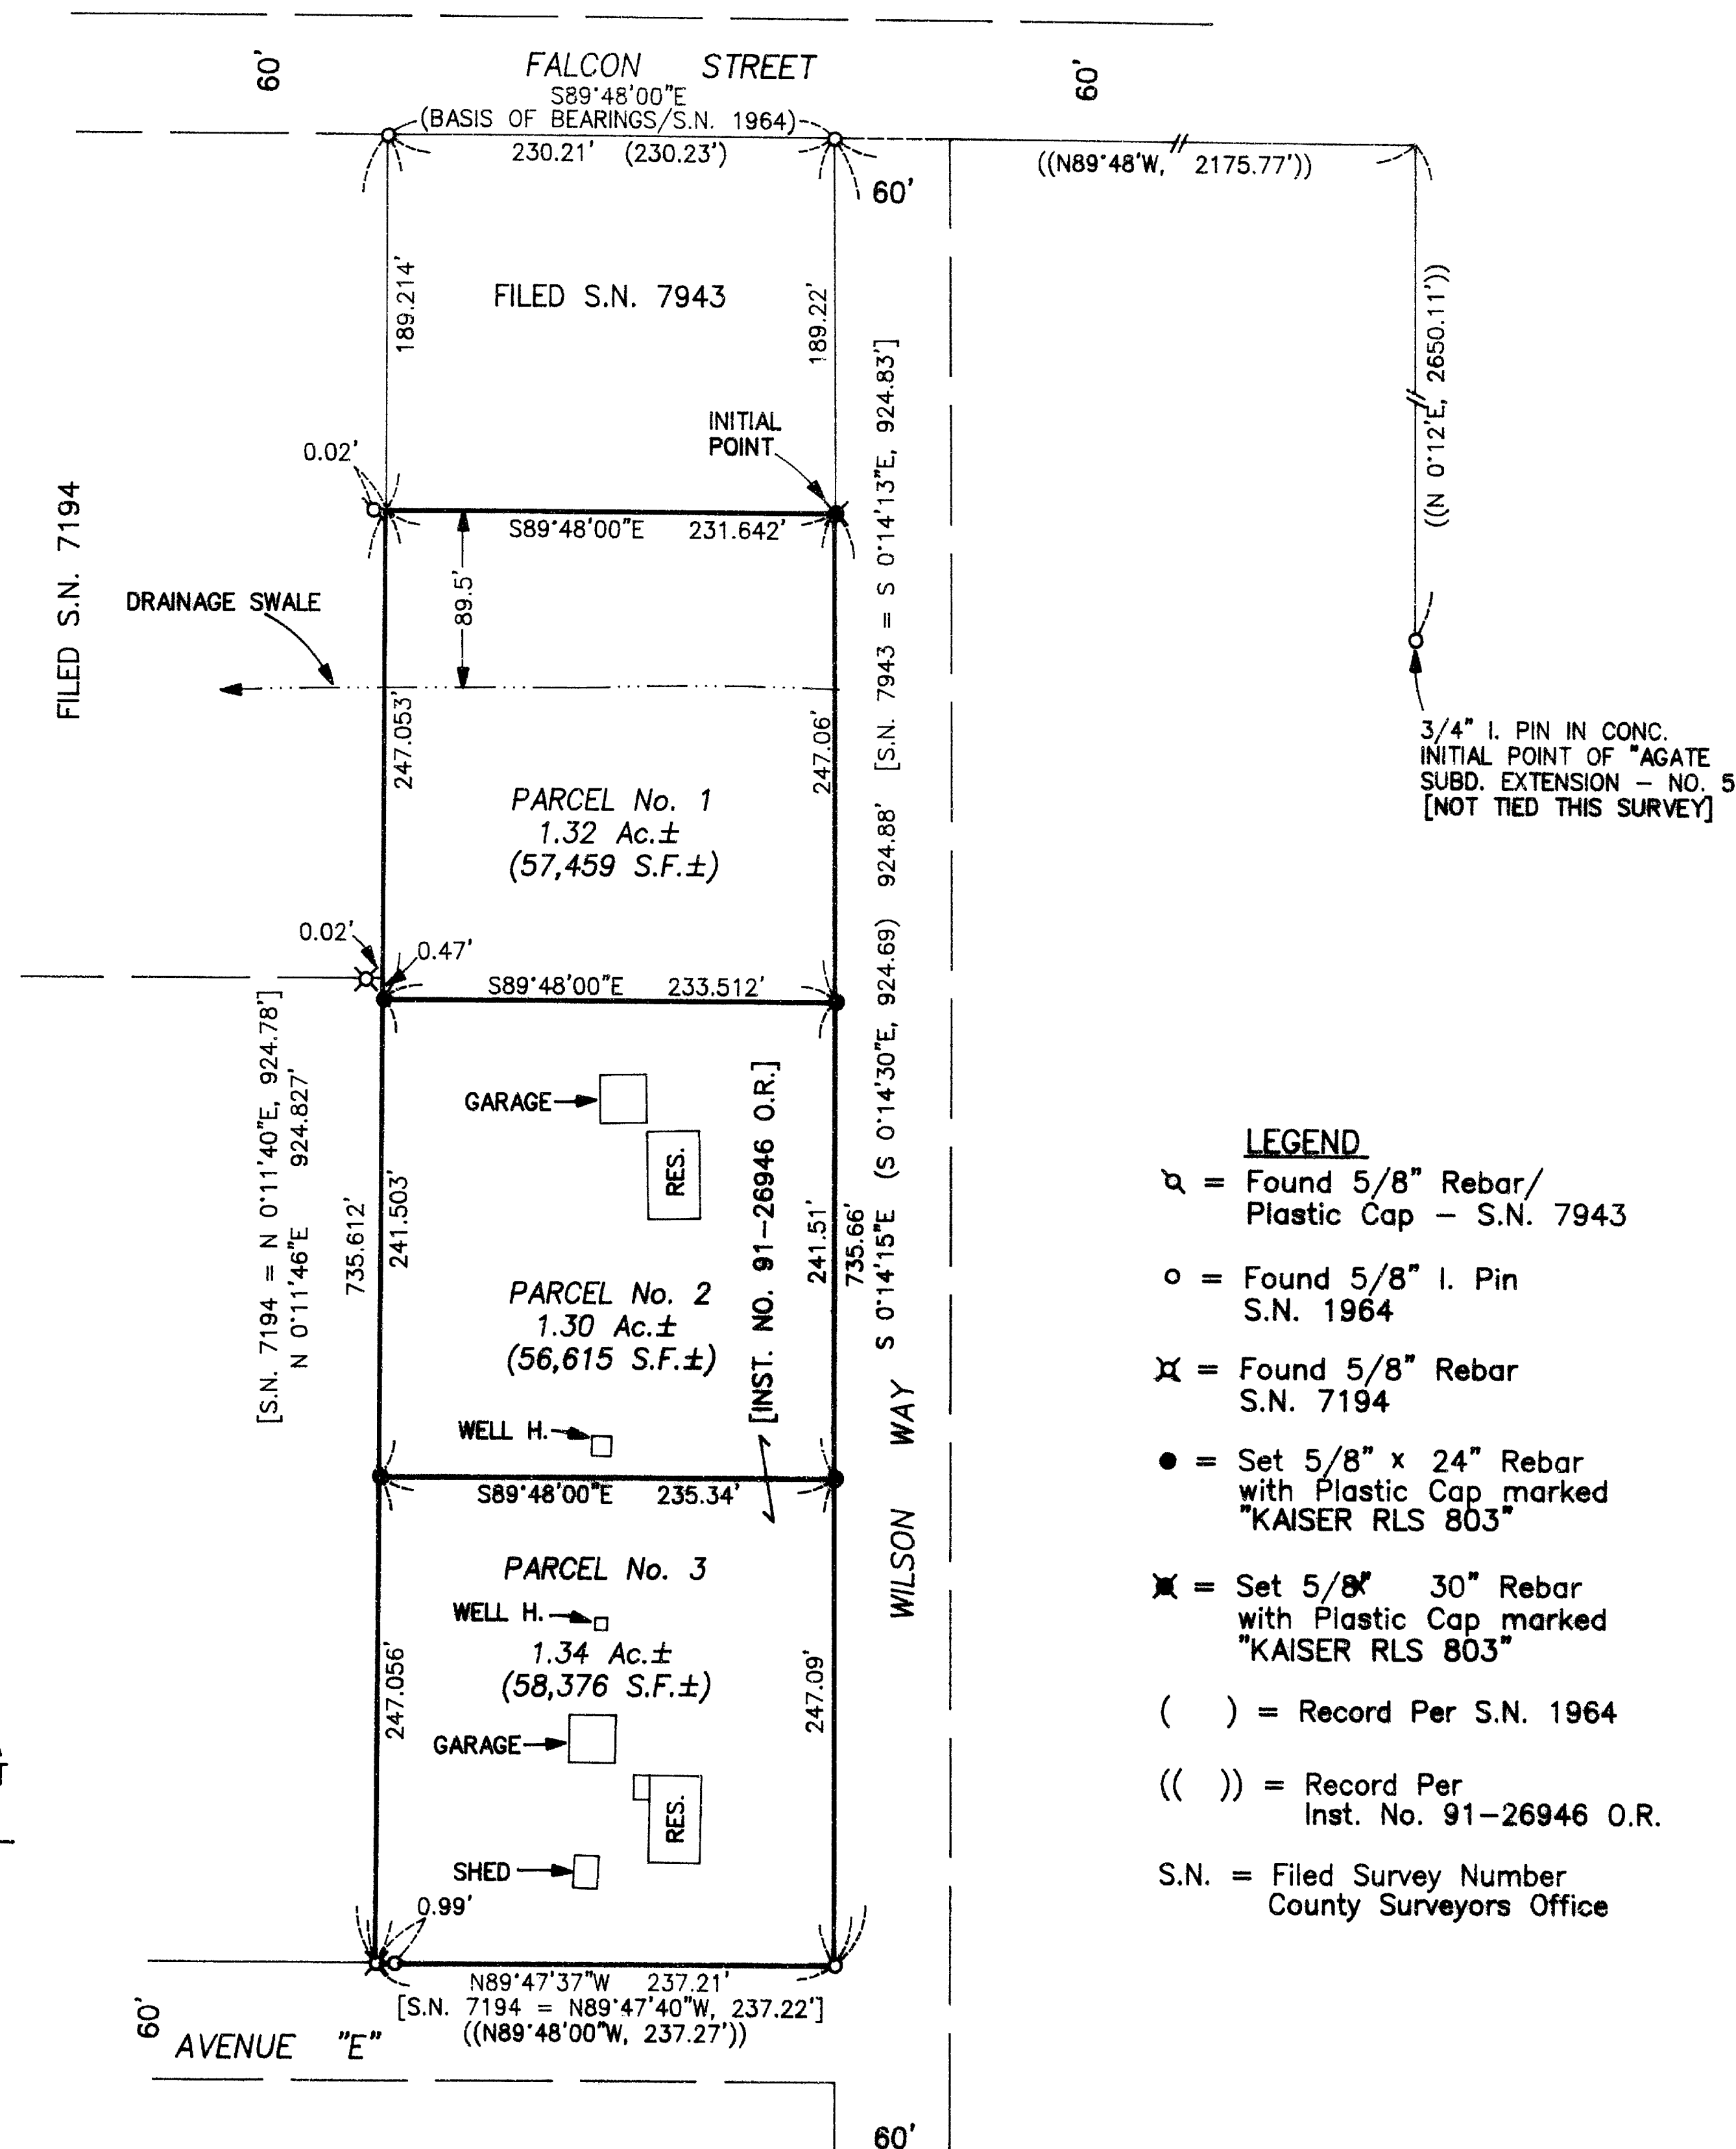 60'
FALCON STREET
60'
S89°48'00"E
(BASIS OF BEARINGS/S.N. 1964)
230.21' (230.23')
((N89°48'W, 2175.77'))
60'
189.214'
FILED S.N. 7943
189.22'
((N 0°12'E, 2650.11'))
INITIAL
POINT
0.02'
S89°48'00"E 231.642'
FILED S.N. 7194
DRAINAGE SWALE
89.5'
247.053'
247.06'
3/4" I. PIN IN CONC.
INITIAL POINT OF "AGATE
SUBD. EXTENSION – NO. 5
[NOT TIED THIS SURVEY]
PARCEL No. 1
1.32 Ac.±
(57,459 S.F.±)
0.02'
0.47'
S89°48'00"E 233.512'
[S.N. 7194 = N 0°11'40"E, 924.78']
N 0°11'46"E 924.827'
735.612'
241.503'
GARAGE
RES.
[INST. NO. 91–26946 O.R.]
241.51'
735.66'
S 0°14'15"E (S 0°14'30"E, 924.69) 924.88' [S.N. 7943 = S 0°14'13"E, 924.83']
PARCEL No. 2
1.30 Ac.±
(56,615 S.F.±)
WELL H.
S89°48'00"E 235.34'
WILSON WAY
PARCEL No. 3
WELL H.
1.34 Ac.±
(58,376 S.F.±)
247.056'
247.09'
GARAGE
RES.
SHED
0.99'
N89°47'37"W 237.21'
[S.N. 7194 = N89°47'40"W, 237.22']
((N89°48'00"W, 237.27'))
60'
AVENUE "E"
60'
LEGEND
= Found 5/8" Rebar/
Plastic Cap – S.N. 7943
= Found 5/8" I. Pin
S.N. 1964
= Found 5/8" Rebar
S.N. 7194
= Set 5/8" x 24" Rebar
with Plastic Cap marked
"KAISER RLS 803"
= Set 5/8" x 30" Rebar
with Plastic Cap marked
"KAISER RLS 803"
( ) = Record Per S.N. 1964
(( )) = Record Per
Inst. No. 91–26946 O.R.
S.N. = Filed Survey Number
County Surveyors Office